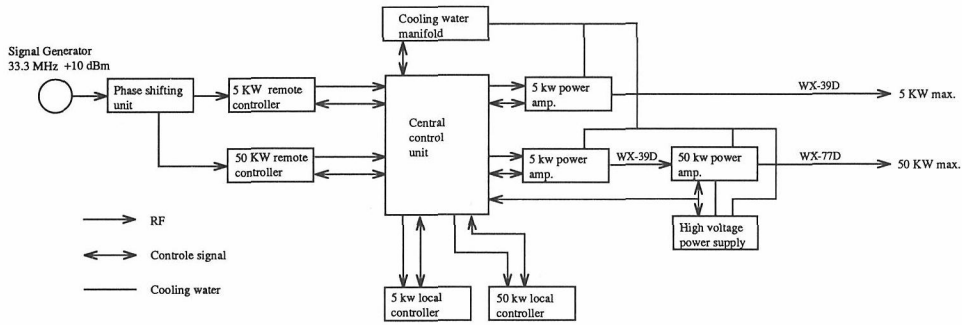 Cooling water
manifold
Signal Generator
33.3 MHz +10 dBm
Phase shifting
unit
5 KW remote
controller
50 KW remote
controller
Central
control
unit
5 kw power
amp.
WX-39D
5 KW max.
5 kw power
amp.
WX-39D
50 kw power
amp.
WX-77D
50 KW max.
High voltage
power supply
RF
Controle signal
Cooling water
5 kw local
controller
50 kw local
controller